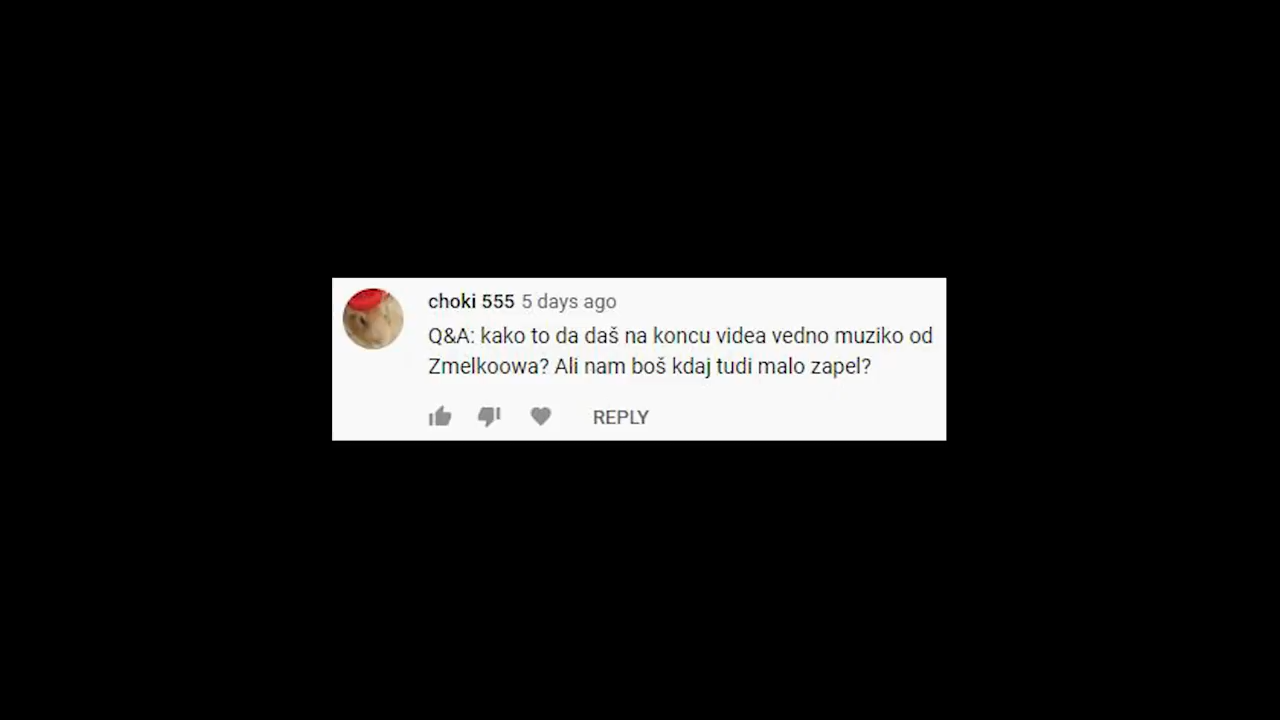 choki 555 5 days ago
Q&A: kako to da daš na koncu videa vedno muziko od
Zmelkoowa? Ali nam boš kdaj tudi malo zapel?
REPLY